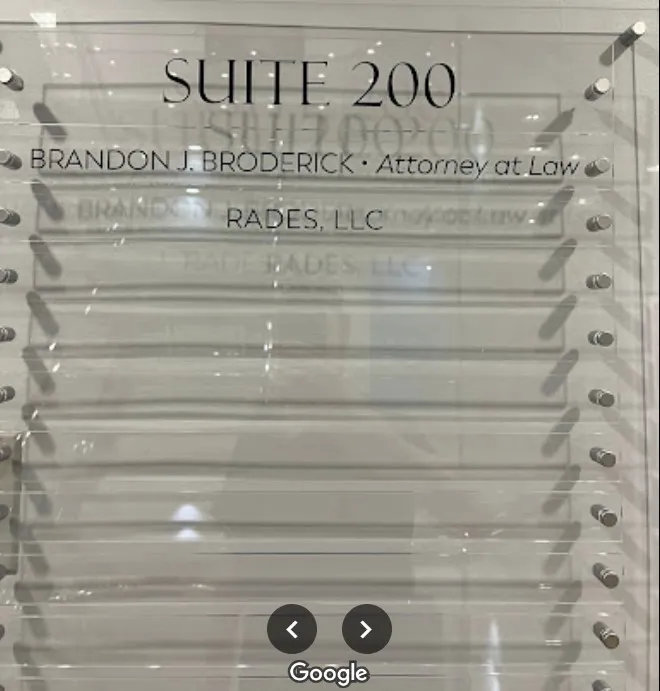 SUITE 200
BRANDON J. BRODERICK • Attorney at Law
RADES, LLC
Google